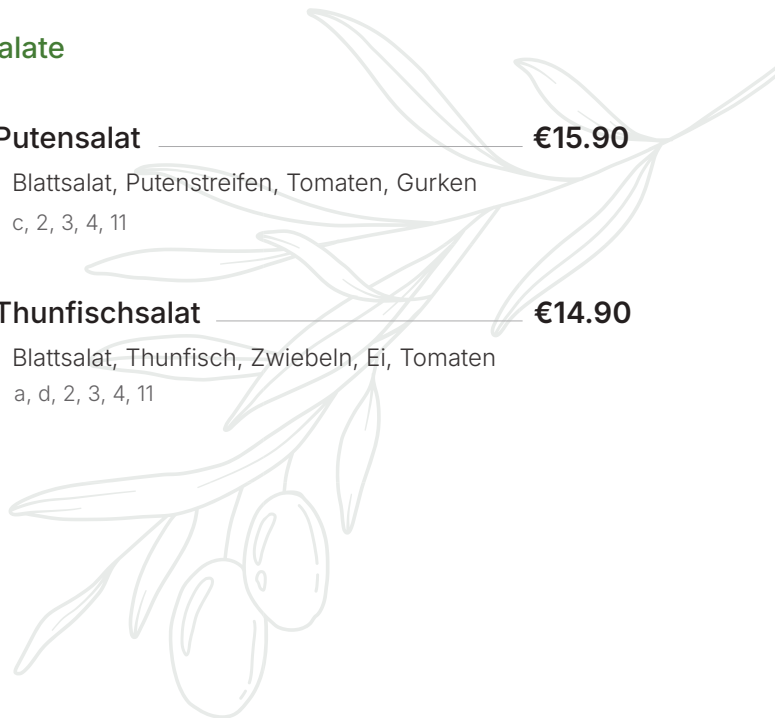 alate
Putensalat €15.90
Blattsalat, Putenstreifen, Tomaten, Gurken
c, 2, 3, 4, 11
Thunfischsalat €14.90
Blattsalat, Thunfisch, Zwiebeln, Ei, Tomaten
a, d, 2, 3, 4, 11